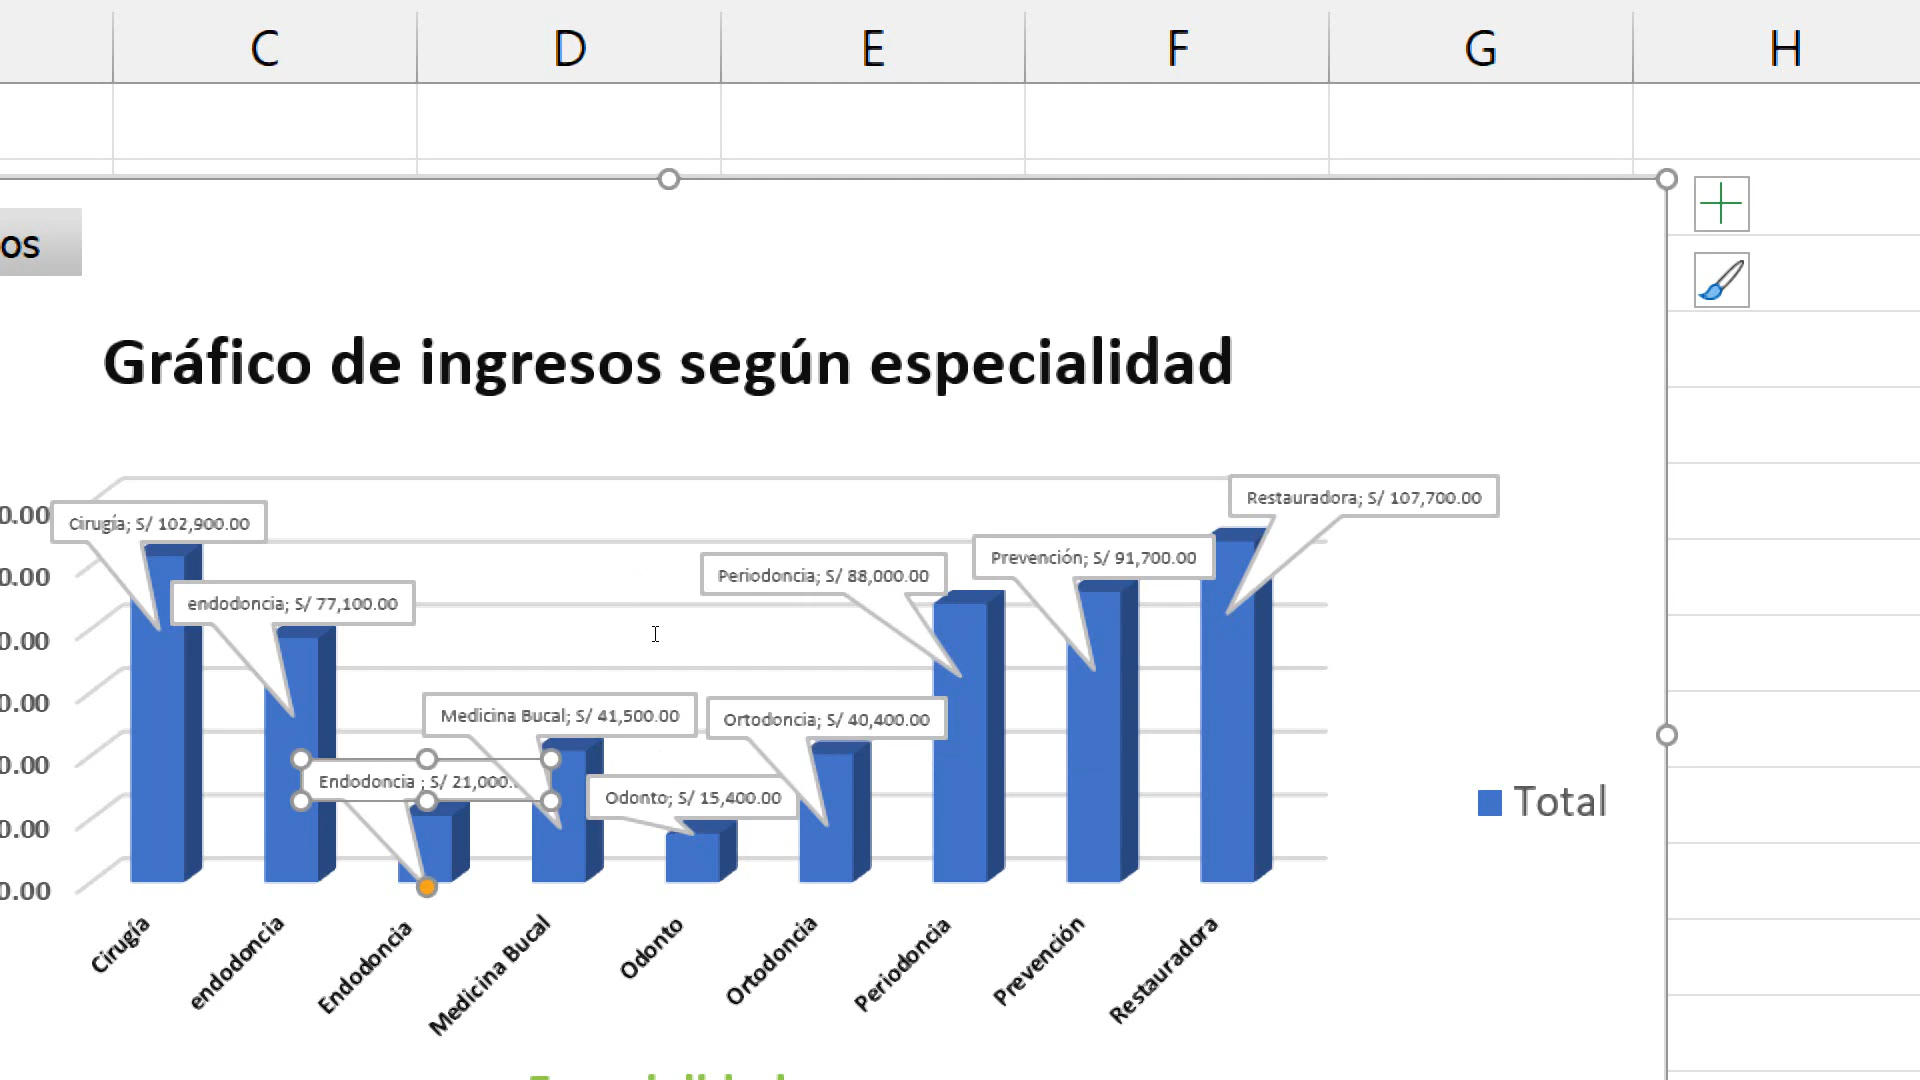 C D E F G H
os
Gráfico de ingresos según especialidad
Restauradora; S/ 107,700.00
Cirugía; S/ 102,900.00
Prevención; S/ 91,700.00
Periodoncia; S/ 88,000.00
endodoncia; S/ 77,100.00
Medicina Bucal; S/ 41,500.00
Ortodoncia; S/ 40,400.00
Endodoncia ; S/ 21,000.
Odonto; S/ 15,400.00
0.00
0.00
0.00
0.00
0.00
0.00
0.00
Total
Cirugía
endodoncia
Endodoncia
Medicina Bucal
Odonto
Ortodoncia
Periodoncia
Prevención
Restauradora